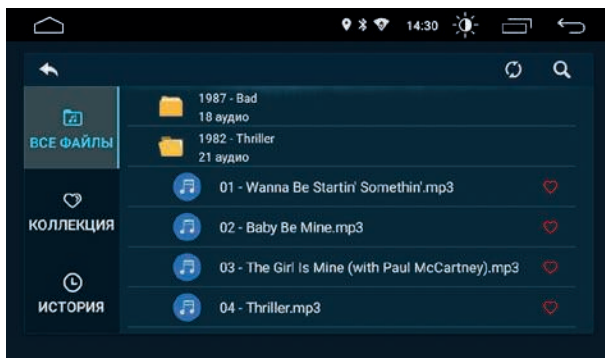 14:30
1987 - Bad
18 аудио
ВСЕ ФАЙЛЫ
1982 - Thriller
21 аудио
01 - Wanna Be Startin' Somethin'.mp3
КОЛЛЕКЦИЯ
02 - Baby Be Mine.mp3
03 - The Girl Is Mine (with Paul McCartney).mp3
ИСТОРИЯ
04 - Thriller.mp3